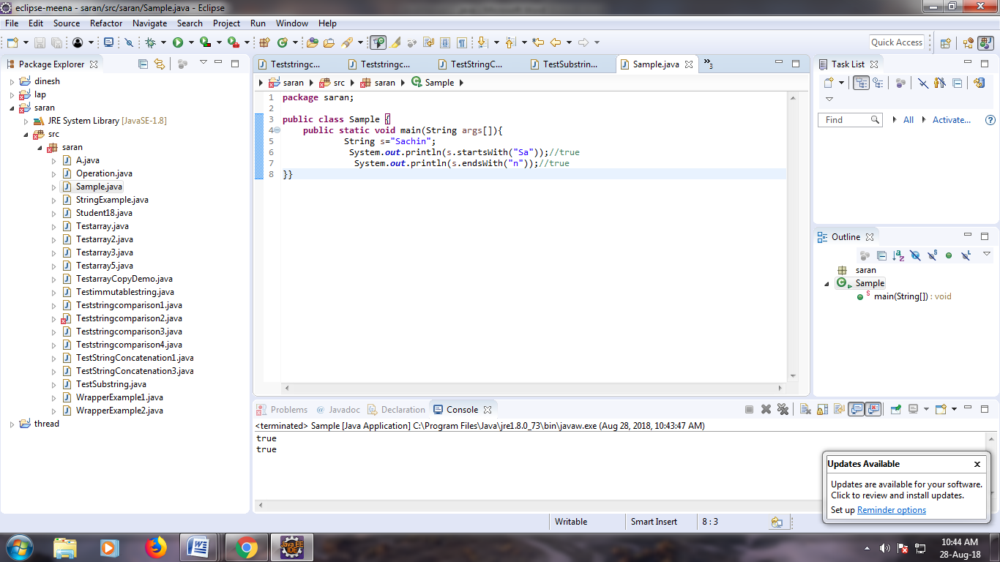 eclipse-meena - saran/src/saran/Sample.java - Eclipse
File Edit Source Refactor Navigate Search Project Run Window Help
Quick Access
Package Explorer
dinesh
lap
saran
JRE System Library [JavaSE-1.8]
src
saran
A.java
Operation.java
Sample.java
StringExample.java
Student18.java
Testarray.java
Testarray2.java
Testarray3.java
Testarray5.java
TestarrayCopyDemo.java
Testimmutablestring.java
Teststringcomparison1.java
Teststringcomparison2.java
Teststringcomparison3.java
Teststringcomparison4.java
TestStringConcatenation1.java
TestStringConcatenation3.java
TestSubstring.java
WrapperExample1.java
WrapperExample2.java
thread
Teststringc... Teststringc... TestStringC... TestSubstrin... Sample.java »3
saran src saran Sample
1 package saran;
2
3 public class Sample {
4 public static void main(String args[]){
5 String s="Sachin";
6 System.out.println(s.startsWith("Sa"));//true
7 System.out.println(s.endsWith("n"));//true
8 }}
Task List
Find All Activate...
Outline
saran
Sample
main(String[]) : void
Problems @ Javadoc Declaration Console
<terminated> Sample [Java Application] C:\Program Files\Java\jre1.8.0_73\bin\javaw.exe (Aug 28, 2018, 10:43:47 AM)
true
true
Updates Available
Updates are available for your software.
Click to review and install updates.
Set up Reminder options
Writable Smart Insert 8 : 3
Java EE
IDE
10:44 AM
28-Aug-18